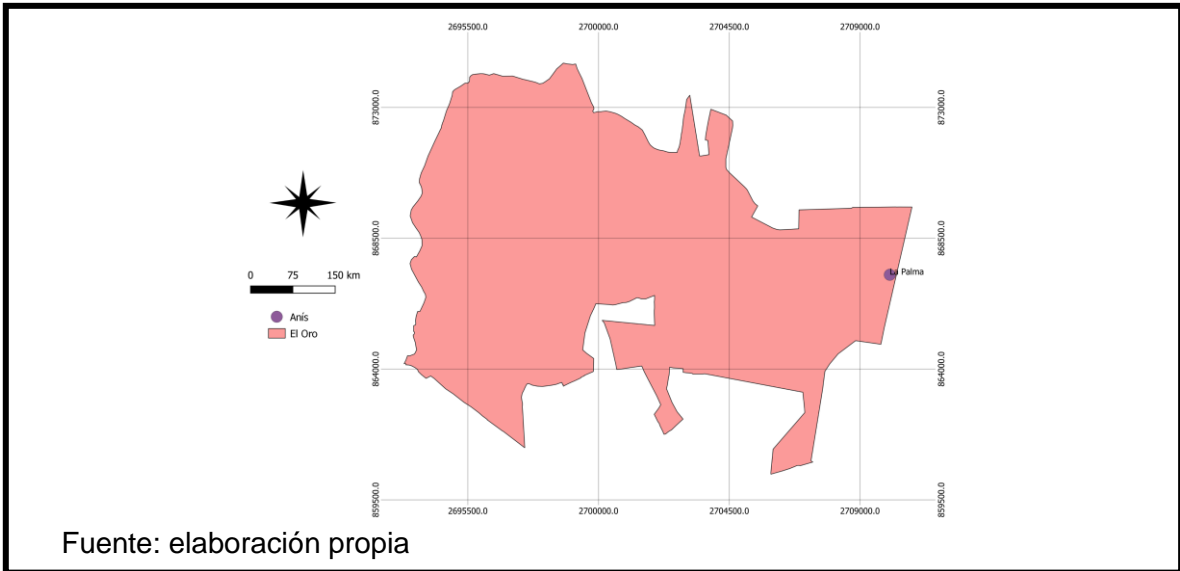 2695500.0 2700000.0 2704500.0 2709000.0
873000.0 873000.0
868500.0 868500.0
La Palma
0 75 150 km
Anís
El Oro
864000.0 864000.0
859500.0 859500.0
2695500.0 2700000.0 2704500.0 2709000.0
Fuente: elaboración propia